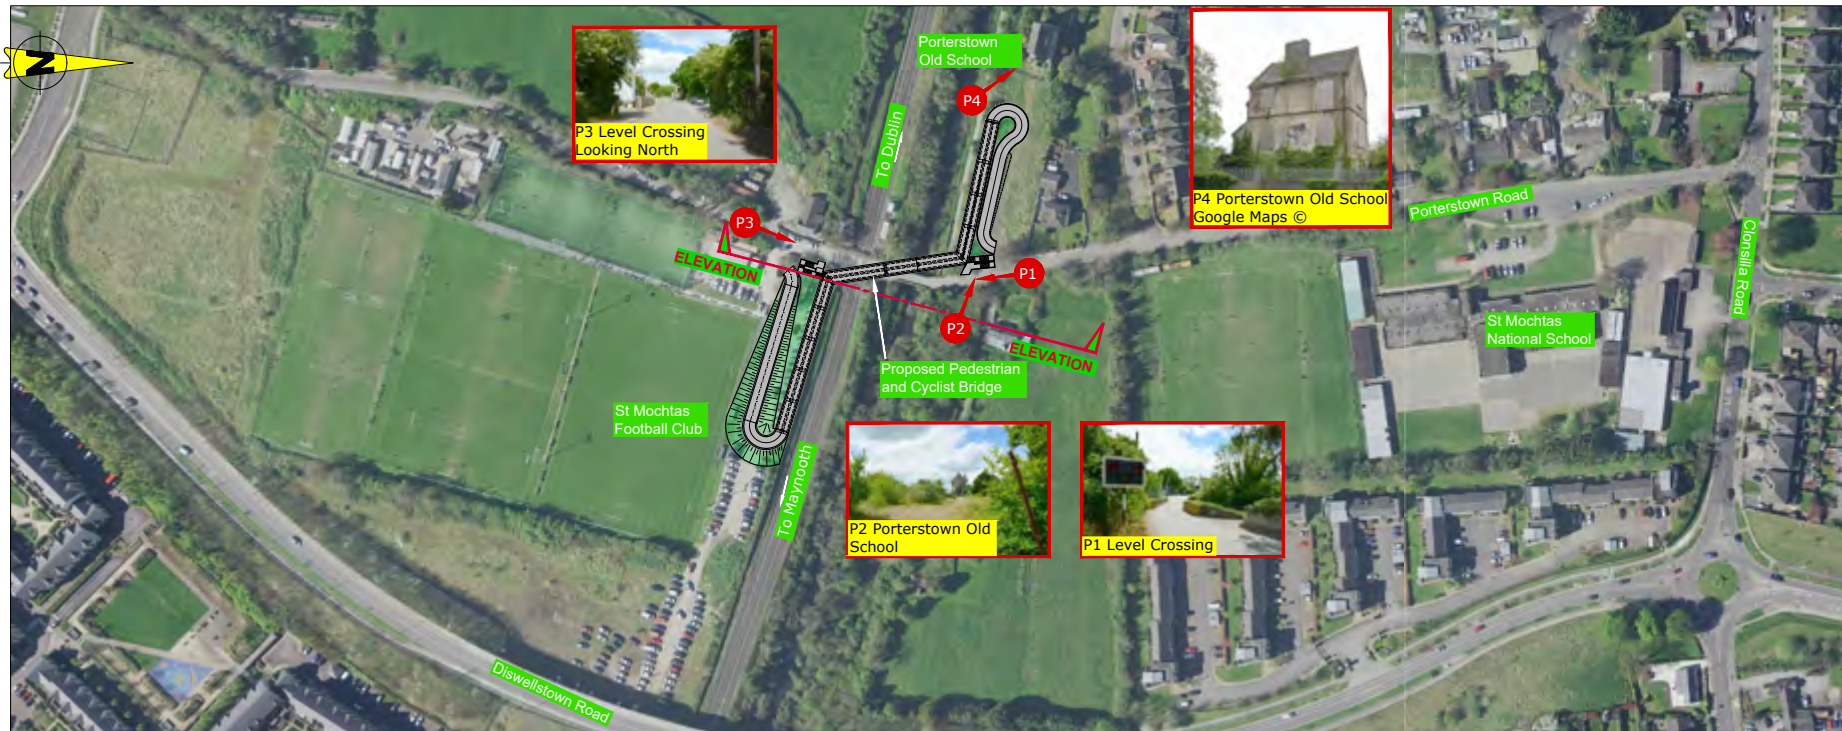 N
P3 Level Crossing
Looking North
Porterstown
Old School
P4
To Dublin
P4 Porterstown Old School
Google Maps ©
Porterstown Road
Clonsilla Road
P3
ELEVATION
P1
P2
ELEVATION
Proposed Pedestrian
and Cyclist Bridge
St Mochtas
National School
St Mochtas
Football Club
To Maynooth
P2 Porterstown Old
School
P1 Level Crossing
Diswellstown Road